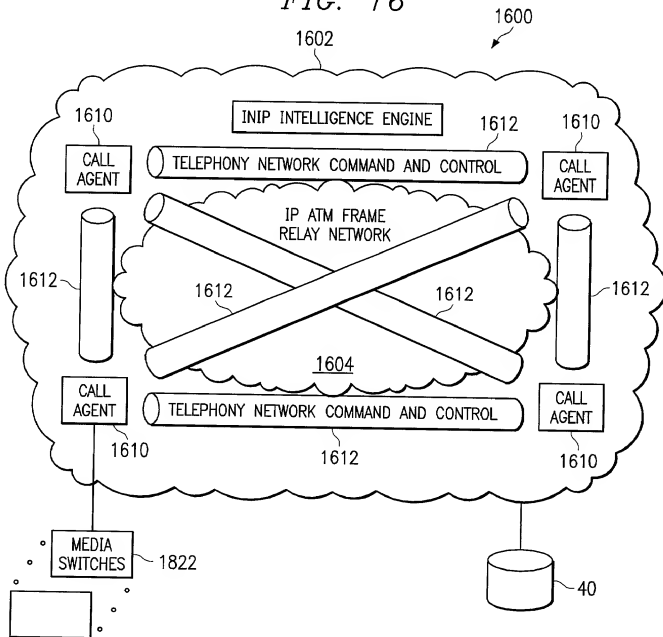 FIG. 16
1600
1602
INIP INTELLIGENCE ENGINE
1610
1612
1610
CALL
AGENT
TELEPHONY NETWORK COMMAND AND CONTROL
CALL
AGENT
IP ATM FRAME
RELAY NETWORK
1612
1612
1612
1612
1604
CALL
AGENT
TELEPHONY NETWORK COMMAND AND CONTROL
CALL
AGENT
1610
1612
1610
MEDIA
SWITCHES
1822
40